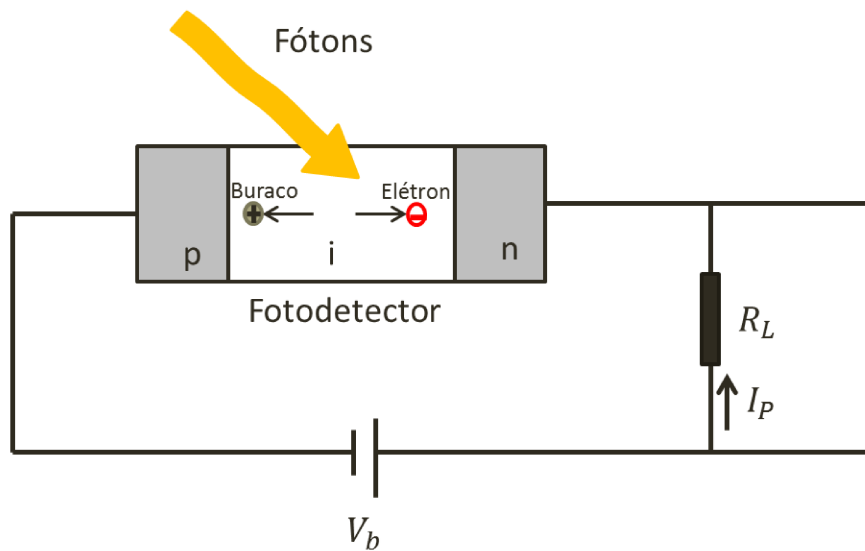 Fótons
Buraco
Elétron
+
−
p
i
n
Fotodetector
R_L
I_P
V_b